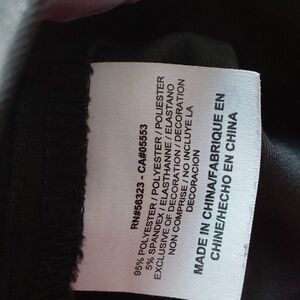 RN#56323 - CA#05553
95% POLYESTER / POLYESTER / POLIESTER
5% SPANDEX / ELASTHANNE / ELASTANO
EXCLUSIVE OF DECORATION / DECORATION
NON COMPRISE / NO INCLUYE LA
DECORACION
MADE IN CHINA/FABRIQUE EN
CHINE/HECHO EN CHINA